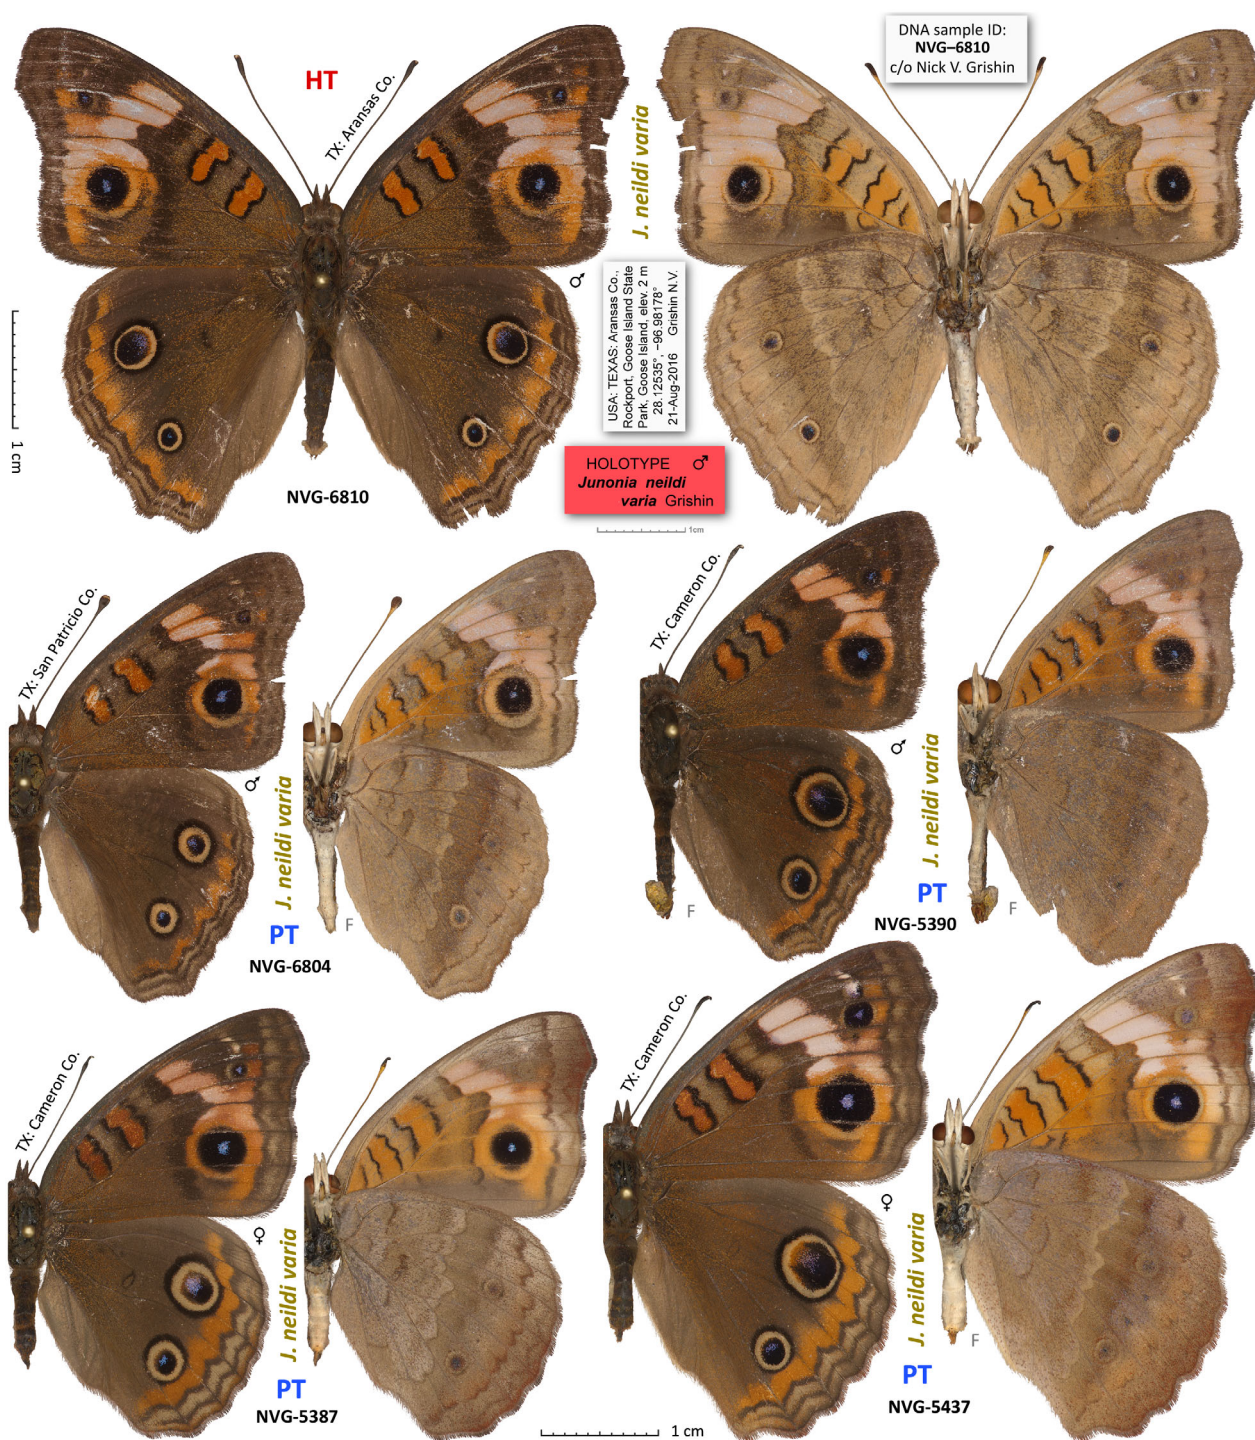 HT
TX: Aransas Co.
DNA sample ID:
NVG–6810
c/o Nick V. Grishin
J. neildi varia
♂
USA: TEXAS: Aransas Co.,
Rockport, Goose Island State
Park, Goose Island, elev. 2 m
28.12535°, −96.98178°
21-Aug-2016 Grishin N.V.
1 cm
NVG-6810
HOLOTYPE ♂
Junonia neildi
varia Grishin
1cm
TX: San Patricio Co.
♂
J. neildi varia
PT
F
NVG-6804
TX: Cameron Co.
♂
J. neildi varia
PT
F
F
NVG-5390
TX: Cameron Co.
♀
J. neildi varia
PT
NVG-5387
TX: Cameron Co.
♀
J. neildi varia
F
PT
NVG-5437
1 cm